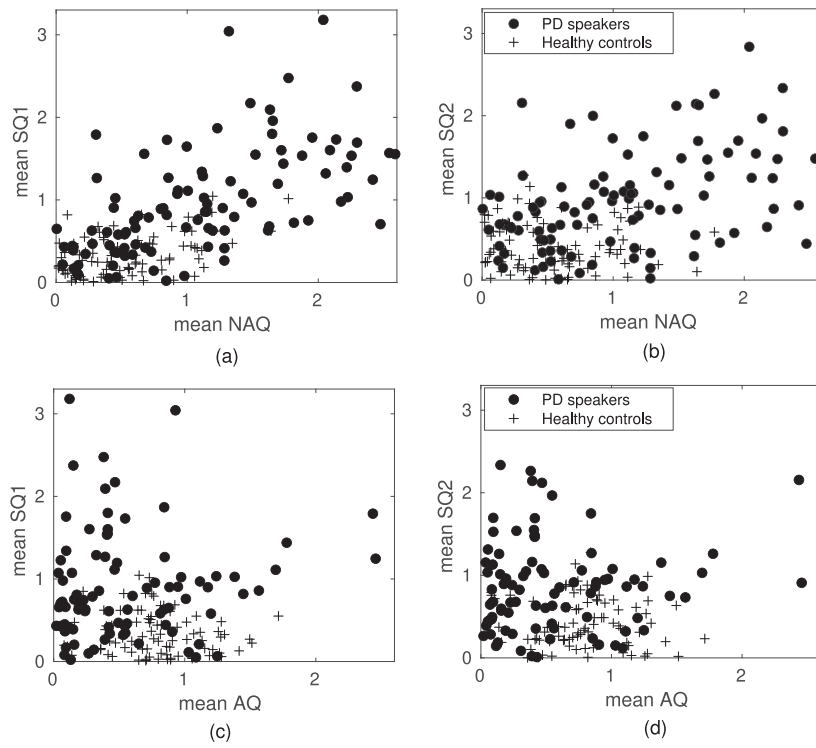 3
2
1
0
0
1
2
mean SQ1
mean NAQ
(a)
PD speakers
Healthy controls
3
2
1
0
0
1
2
mean SQ2
mean NAQ
(b)
3
2
1
0
0
1
2
mean SQ1
mean AQ
(c)
PD speakers
Healthy controls
3
2
1
0
0
1
2
mean SQ2
mean AQ
(d)